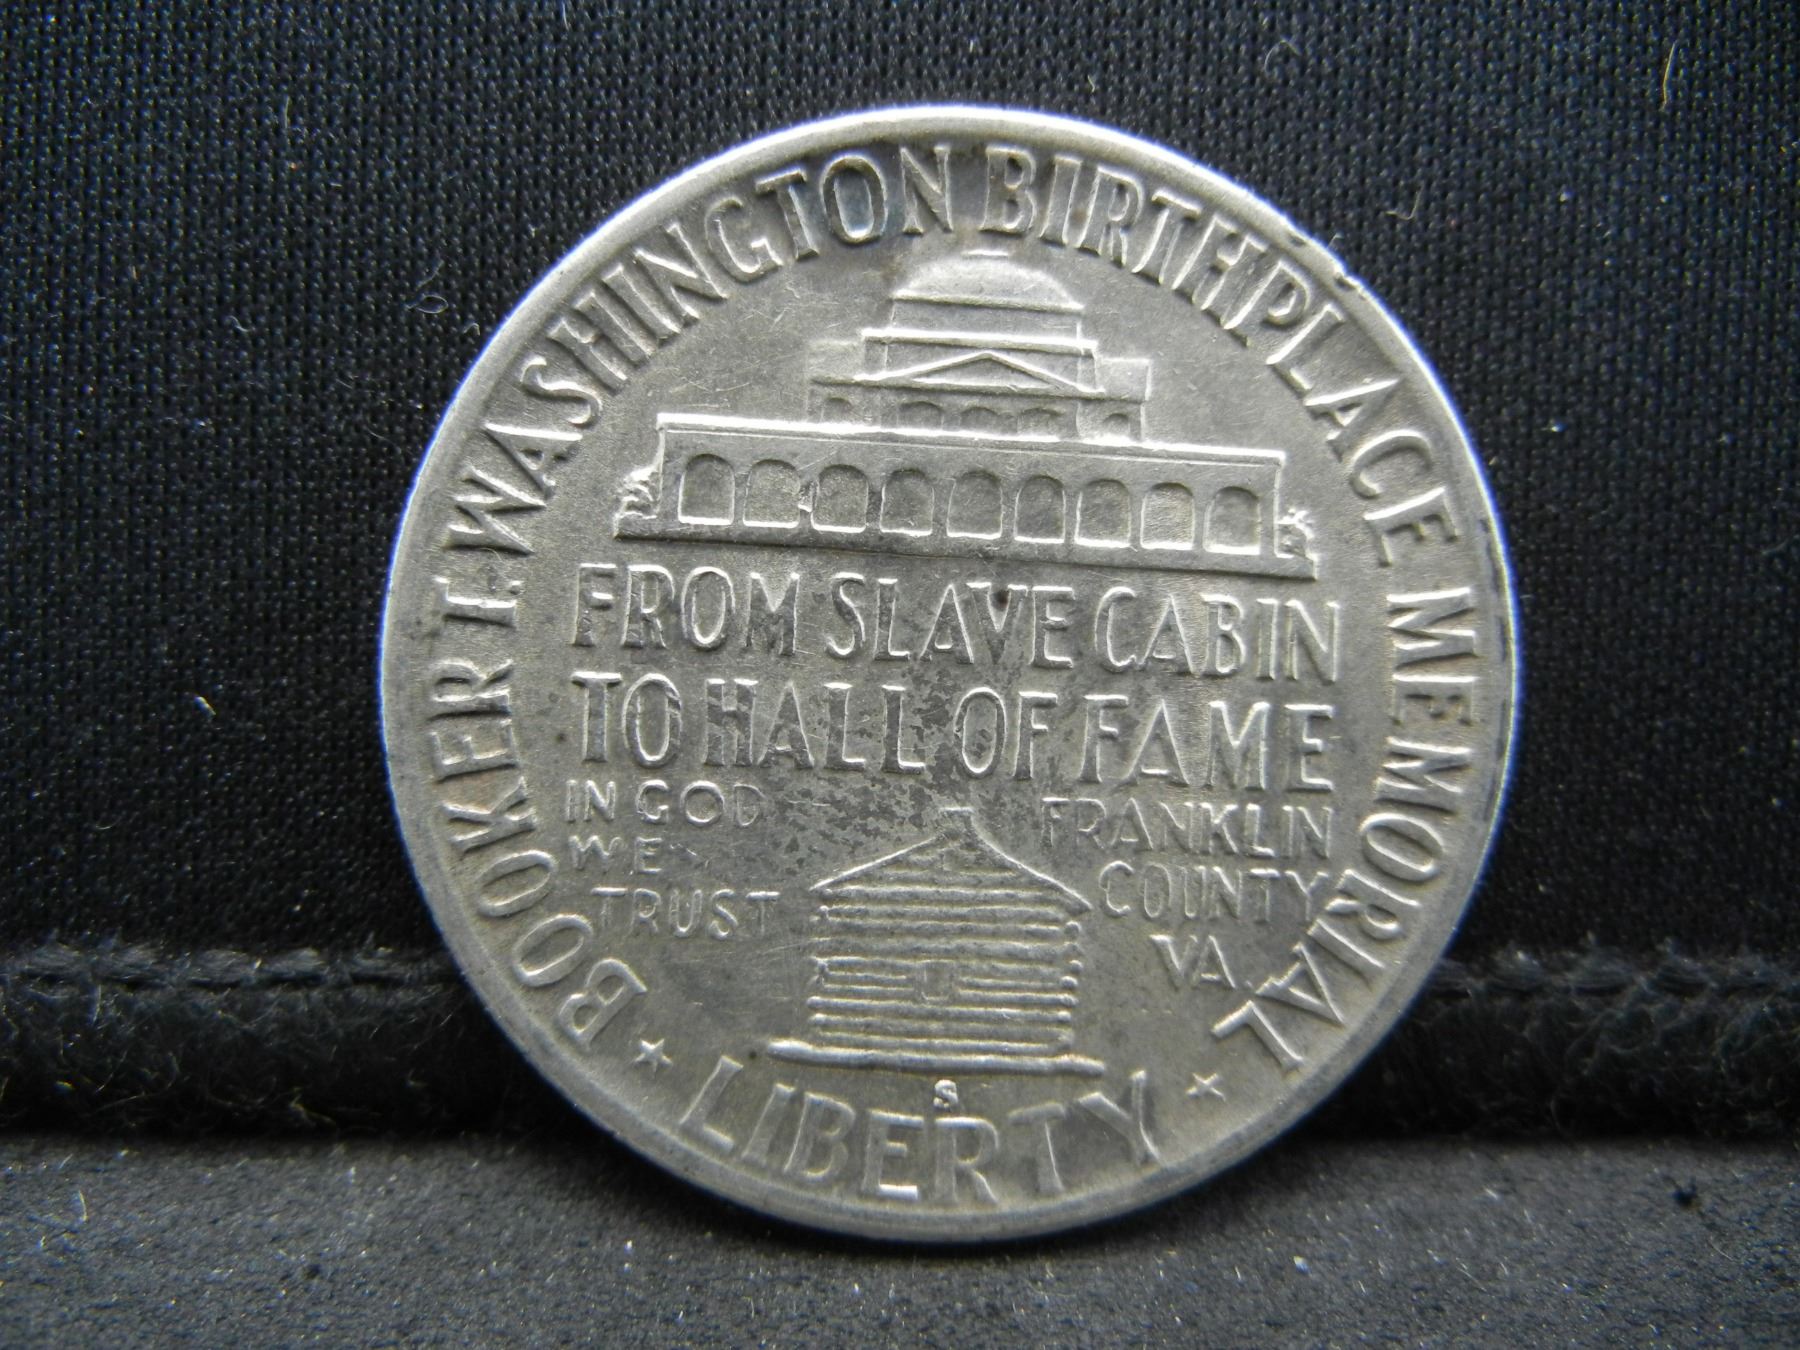 BOOKER T. WASHINGTON BIRTHPLACE MEMORIAL
FROM SLAVE CABIN
TO HALL OF FAME
IN GOD
WE
TRUST
FRANKLIN
COUNTY
VA.
S
LIBERTY